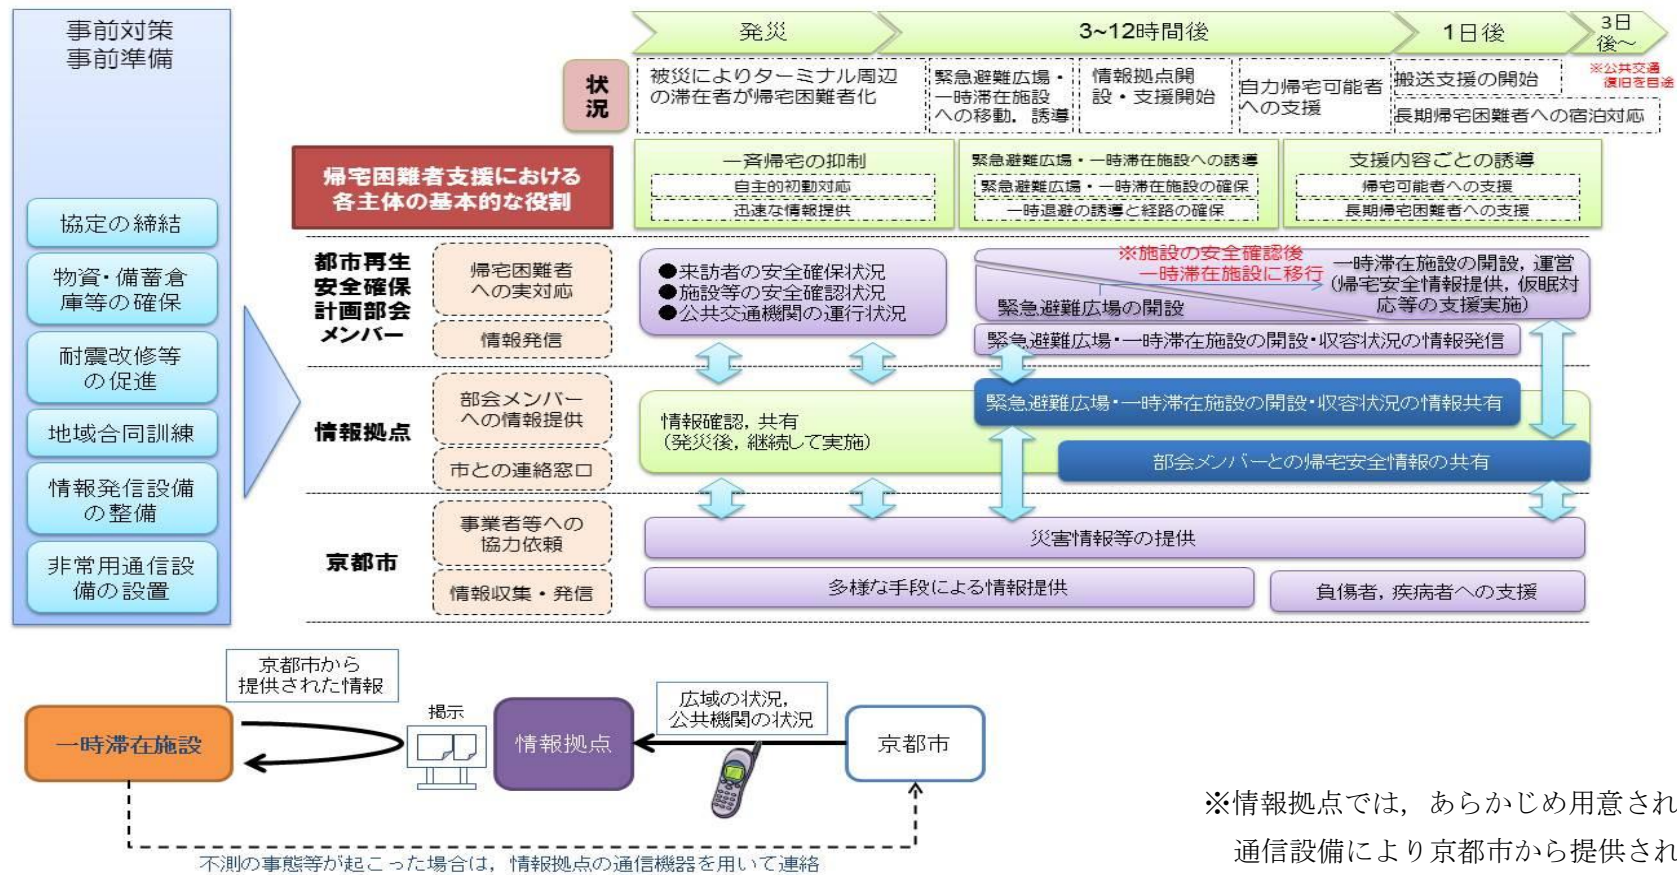 事前対策
事前準備
協定の締結
物資・備蓄倉
庫等の確保
耐震改修等
の促進
地域合同訓練
情報発信設備
の整備
非常用通信設
備の設置
発災
3~12時間後
1日後
3日
後～
状
況
被災によりターミナル周辺
の滞在者が帰宅困難者化
緊急避難広場・
一時滞在施設
への移動，誘導
情報拠点開
設・支援開始
自力帰宅可能者
への支援
搬送支援の開始
※公共交通
復旧を目途
長期帰宅困難者への宿泊対応
帰宅困難者支援における
各主体の基本的な役割
一斉帰宅の抑制
自主的初動対応
迅速な情報提供
緊急避難広場・一時滞在施設への誘導
緊急避難広場・一時滞在施設の確保
一時退避の誘導と経路の確保
支援内容ごとの誘導
帰宅可能者への支援
長期帰宅困難者への支援
都市再生
安全確保
計画部会
メンバー
帰宅困難者
への実対応
情報発信
●来訪者の安全確保状況
●施設等の安全確認状況
●公共交通機関の運行状況
※施設の安全確認後
一時滞在施設に移行
緊急避難広場の開設
一時滞在施設の開設，運営
(帰宅安全情報提供，仮眠対
応等の支援実施)
緊急避難広場・一時滞在施設の開設・収容状況の情報発信
情報拠点
部会メンバー
への情報提供
市との連絡窓口
情報確認，共有
(発災後，継続して実施)
緊急避難広場・一時滞在施設の開設・収容状況の情報共有
部会メンバーとの帰宅安全情報の共有
京都市
事業者等への
協力依頼
情報収集・発信
災害情報等の提供
多様な手段による情報提供
負傷者，疾病者への支援
京都市から
提供された情報
一時滞在施設
掲示
情報拠点
広域の状況，
公共機関の状況
京都市
不測の事態等が起こった場合は，情報拠点の通信機器を用いて連絡
※情報拠点では，あらかじめ用意され
通信設備により京都市から提供され